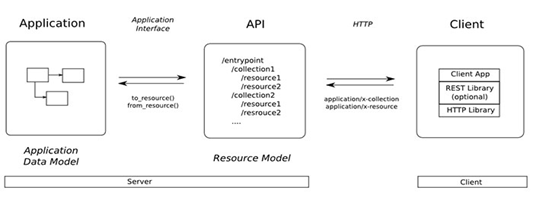 Application
Application
Interface
API
HTTP
Client
to_resource()
from_resource()
/entrypoint
/collection1
/resource1
/resource2
/collection2
/resource1
/resrouce2
....
application/x-collection
application/x-resource
Client App
REST Library
(optional)
HTTP Library
Application
Data Model
Resource Model
Server
Client